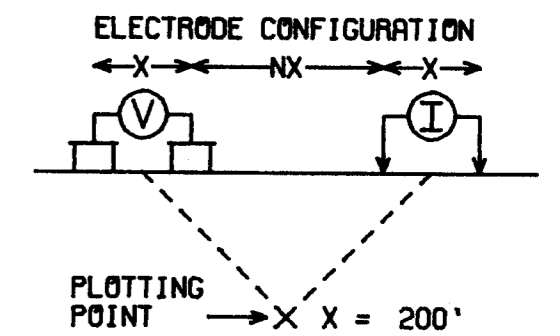 ELECTRODE CONFIGURATION
X NX X
V I
PLOTTING
POINT X X = 200'